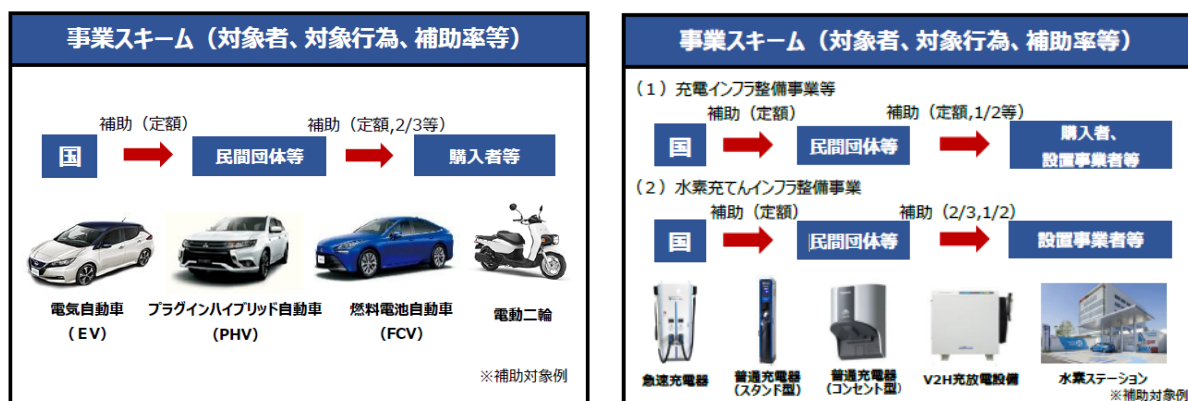 事業スキーム（対象者、対象行為、補助率等）
補助（定額）
補助（定額,2/3等）
国
民間団体等
購入者等
電気自動車
（ＥＶ）
プラグインハイブリッド自動車
（PHV）
燃料電池自動車
（FCV）
電動二輪
※補助対象例
事業スキーム（対象者、対象行為、補助率等）
（１）充電インフラ整備事業等
補助（定額）
補助（定額,1/2等）
国
民間団体等
購入者、
設置事業者等
（２）水素充てんインフラ整備事業
補助（定額）
補助（2/3,1/2）
国
民間団体等
設置事業者等
急速充電器
普通充電器
（スタンド型）
普通充電器
（コンセント型）
V2H充放電設備
水素ステーション
※補助対象例